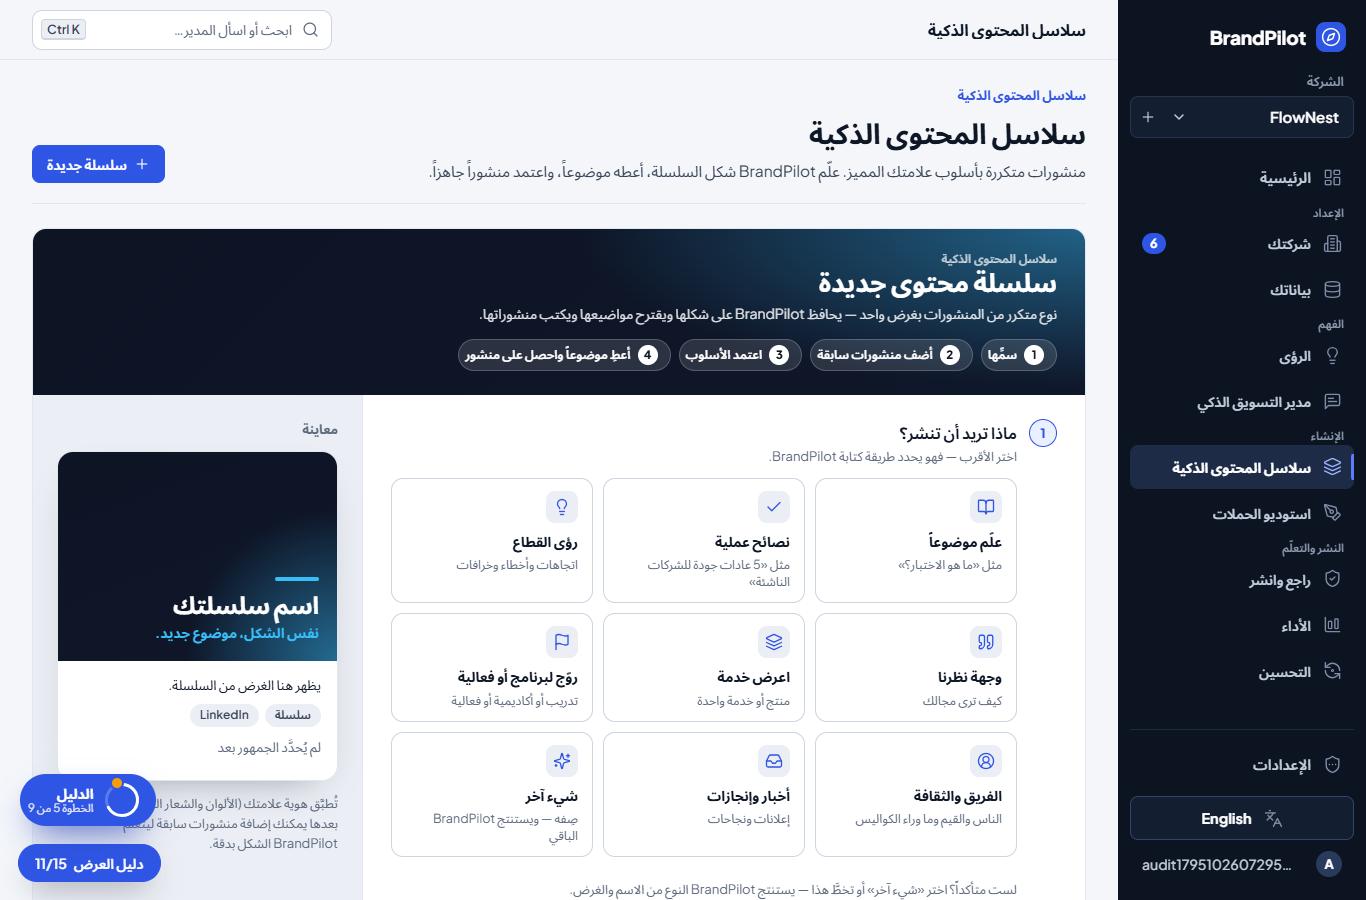 BrandPilot
الشركة
FlowNest
الرئيسية
الإعداد
شركتك
6
بياناتك
الفهم
الرؤى
مدير التسويق الذكي
الإنشاء
سلاسل المحتوى الذكية
استوديو الحملات
النشر والتعلّم
راجع وانشر
الأداء
التحسين
الإعدادات
English
A
audit1795102607295...
سلاسل المحتوى الذكية
ابحث أو اسأل المدير...
Ctrl K
سلاسل المحتوى الذكية
سلاسل المحتوى الذكية
منشورات متكررة بأسلوب علامتك المميز. علّم BrandPilot شكل السلسلة، أعطه موضوعاً، واعتمد منشوراً جاهزاً.
سلسلة جديدة
سلاسل المحتوى الذكية
سلسلة محتوى جديدة
نوع متكرر من المنشورات بغرض واحد — يحافظ BrandPilot على شكلها ويقترح مواضيعها ويكتب منشوراتها.
1 سمِّها
2 أضف منشورات سابقة
3 اعتمد الأسلوب
4 أعطِ موضوعاً واحصل على منشور
1
ماذا تريد أن تنشر؟
اختر الأقرب — فهو يحدد طريقة كتابة BrandPilot.
علّم موضوعاً
مثل «ما هو الاختبار؟»
نصائح عملية
مثل «5 عادات جودة للشركات
الناشئة»
رؤى القطاع
اتجاهات وأخطاء وخرافات
وجهة نظرنا
كيف ترى مجالك
اعرض خدمة
منتج أو خدمة واحدة
روّج لبرنامج أو فعالية
تدريب أو أكاديمية أو فعالية
الفريق والثقافة
الناس والقيم وما وراء الكواليس
أخبار وإنجازات
إعلانات ونجاحات
شيء آخر
صِفه — ويستنتج BrandPilot
الباقي
لست متأكداً؟ اختر «شيء آخر» أو تخطَّ هذا — يستنتج BrandPilot النوع من الاسم والغرض.
معاينة
اسم سلسلتك
نفس الشكل، موضوع جديد.
يظهر هنا الغرض من السلسلة.
سلسلة
LinkedIn
لم يُحدَّد الجمهور بعد
تُطبَّق هوية علامتك (الألوان والشعار
بعدها يمكنك إضافة منشورات سابقة
BrandPilot الشكل بدقة.
الدليل
الخطوة 5 من 9
دليل العرض 11/15